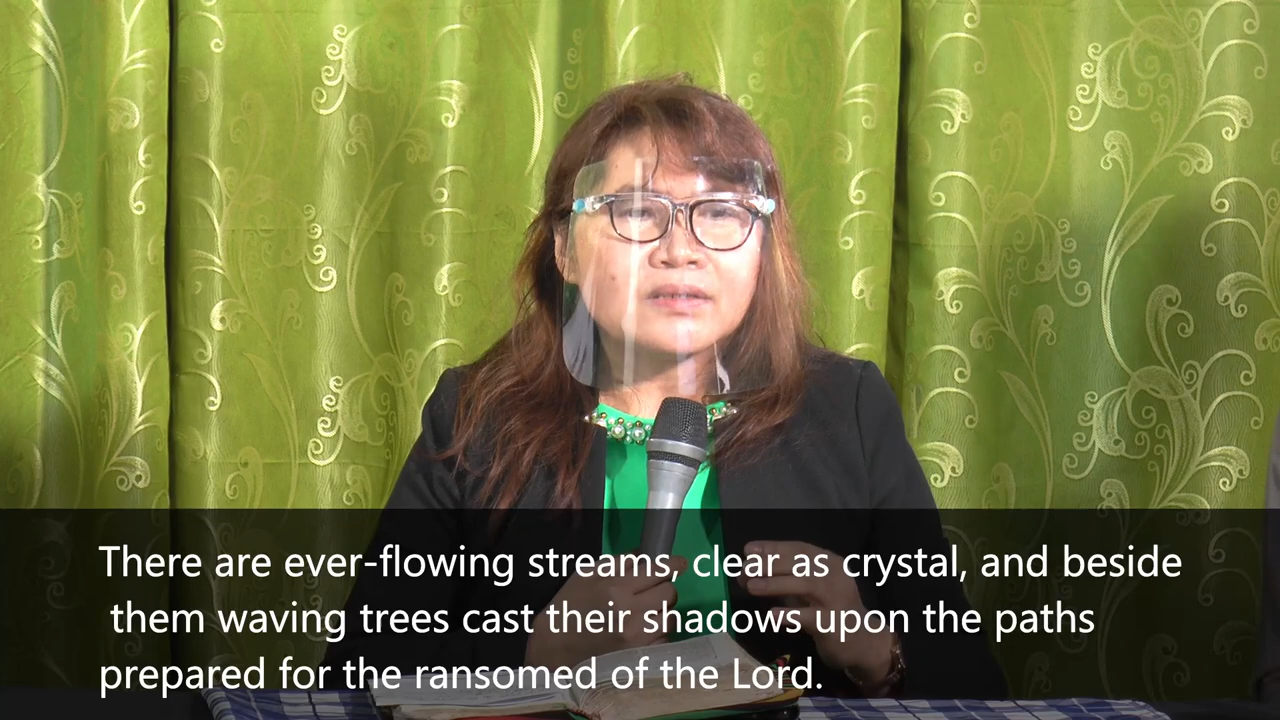 There are ever-flowing streams, clear as crystal, and beside
them waving trees cast their shadows upon the paths
prepared for the ransomed of the Lord.